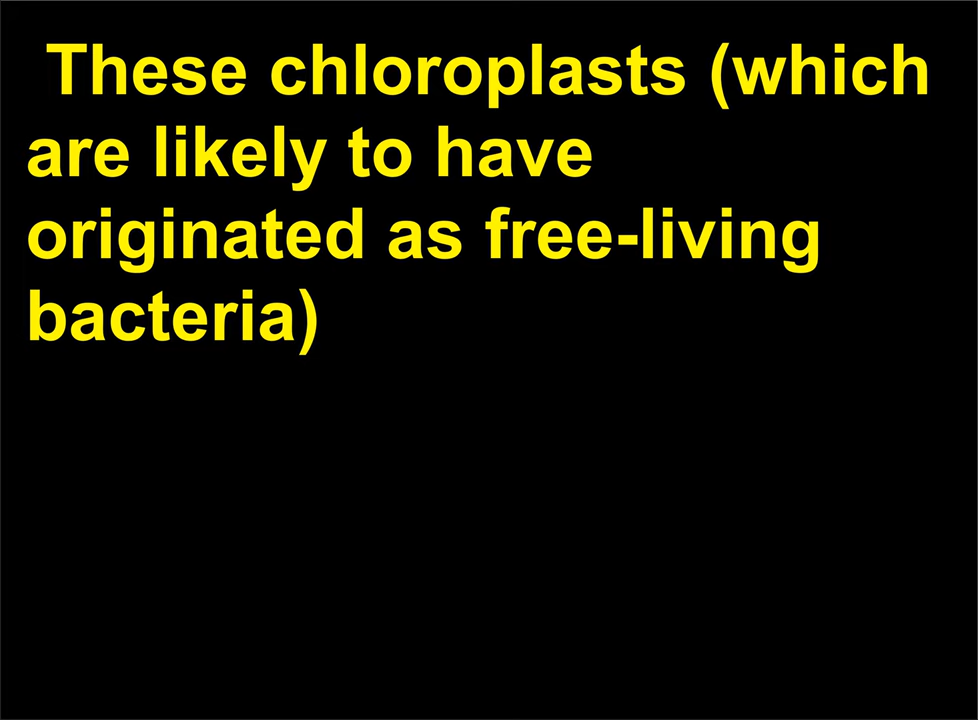 These chloroplasts (which
are likely to have
originated as free-living
bacteria)